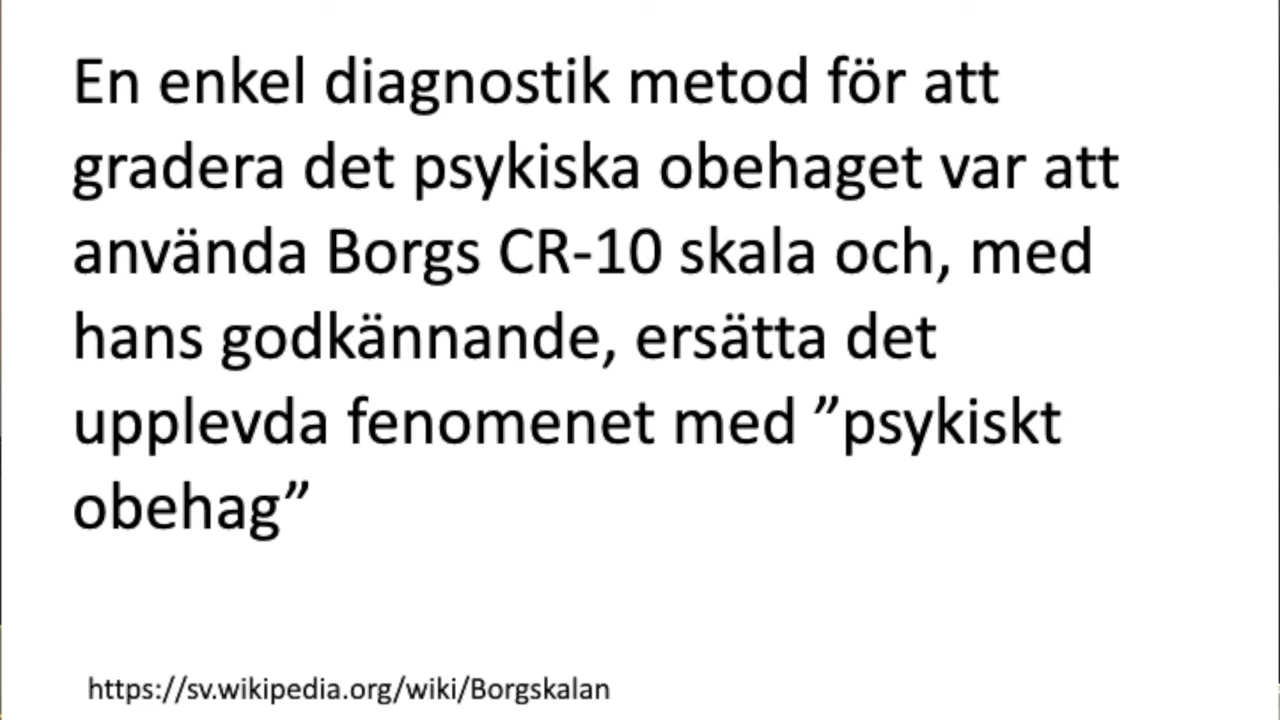 En enkel diagnostik metod för att
gradera det psykiska obehaget var att
använda Borgs CR-10 skala och, med
hans godkännande, ersätta det
upplevda fenomenet med ”psykiskt
obehag”
https://sv.wikipedia.org/wiki/Borgskalan